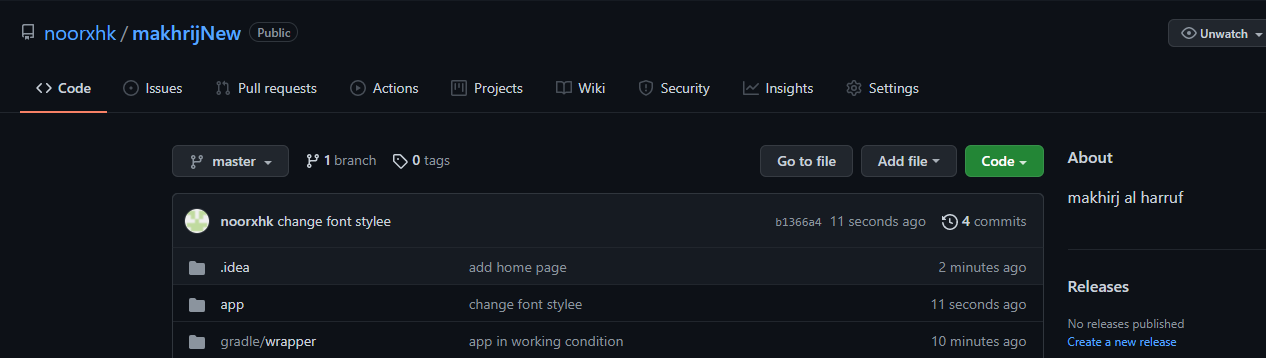 noorxhk / makhrijNew Public
Unwatch
Code Issues Pull requests Actions Projects Wiki Security Insights Settings
master 1 branch 0 tags Go to file Add file Code
About
makhirj al harruf
noorxhk change font stylee b1366a4 11 seconds ago 4 commits
.idea add home page 2 minutes ago
app change font stylee 11 seconds ago
gradle/wrapper app in working condition 10 minutes ago
Releases
No releases published
Create a new release